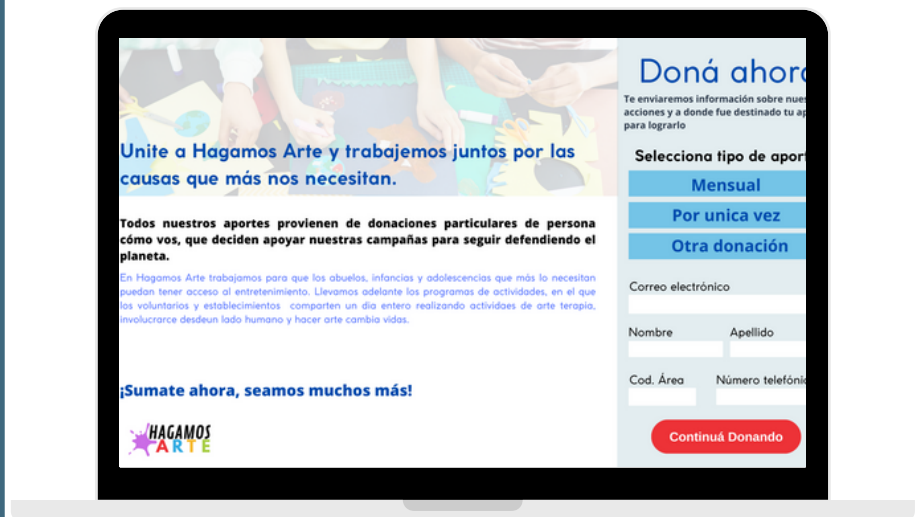 Unite a Hagamos Arte y trabajemos juntos por las
causas que más nos necesitan.
Todos nuestros aportes provienen de donaciones particulares de persona
cómo vos, que deciden apoyar nuestras campañas para seguir defendiendo el
planeta.
En Hagamos Arte trabajamos para que los abuelos, infancias y adolescencias que más lo necesitan
puedan tener acceso al entretenimiento. Llevamos adelante los programas de actividades, en el que
los voluntarios y establecimientos comparten un dia entero realizando actividaes de arte terapia,
involucrarce desdeun lado humano y hacer arte cambia vidas.
¡Sumate ahora, seamos muchos más!
HAGAMOS
ARTE
Doná ahor
Te enviaremos información sobre nues
acciones y a donde fue destinado tu ap
para lograrlo
Selecciona tipo de apor
Mensual
Por unica vez
Otra donación
Correo electrónico
Nombre Apellido
Cod. Área Número telefóni
Continuá Donando